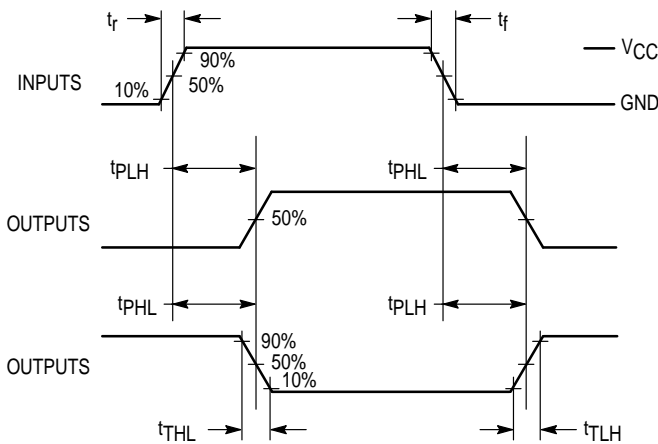 tr
tf
90%
VCC
INPUTS
50%
10%
GND
tPLH
tPHL
OUTPUTS
50%
tPHL
tPLH
90%
OUTPUTS
50%
10%
tTHL
tTLH